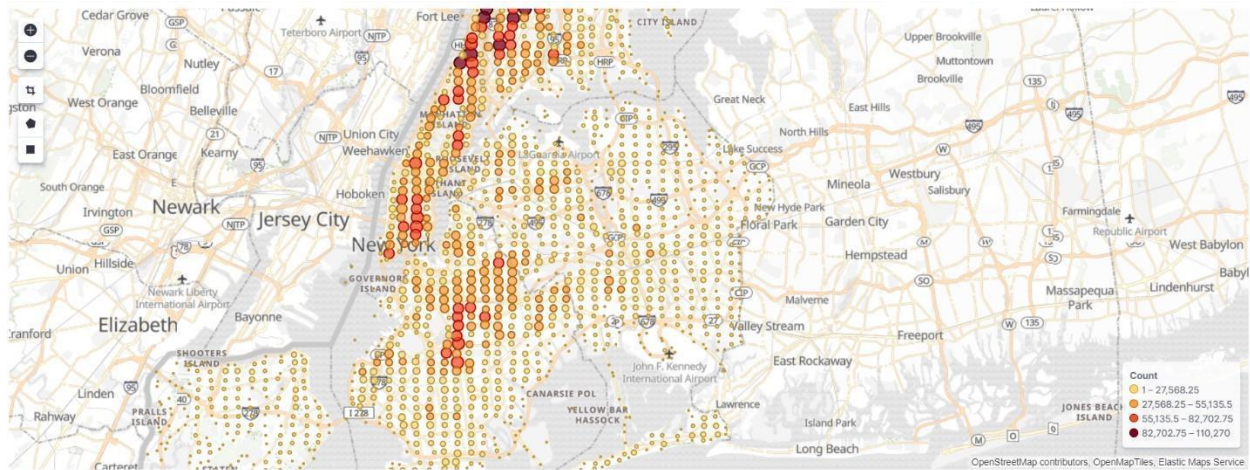 Teterboro Airport
Fort Lee
CITY ISLAND
Upper Brookville
Muttontown
Brookville
Verona
Nutley
Bloomfield
West Orange
Belleville
Great Neck
East Hills
Union City
Weehawken
North Hills
East Orange
Kearny
LaGuardia Airport
Lake Success
Westbury
Salisbury
Mineola
South Orange
Hoboken
Irvington
Newark
Jersey City
New York
New Hyde Park
Floral Park
Garden City
Farmingdale
Republic Airport
West Babylon
Hillside
Union
Hempstead
Newark Liberty
International Airport
GOVERNOR
ISLAND
Massapequa
Park
Lindenhurst
Malverne
Cranford
Elizabeth
Bayonne
Valley Stream
Freeport
SHOOTERS
ISLAND
John F. Kennedy
International Airport
East Rockaway
Linden
Rahway
PRALLS
ISLAND
CANARSIE POL
YELLOW BAR
HASSOCK
Lawrence
Island Park
Long Beach
JONES BEACH
ISLAND
Carteret
Count
1 – 27,568.25
27,568.25 – 55,135.5
55,135.5 – 82,702.75
82,702.75 – 110,270
OpenStreetMap contributors, OpenMapTiles, Elastic Maps Service